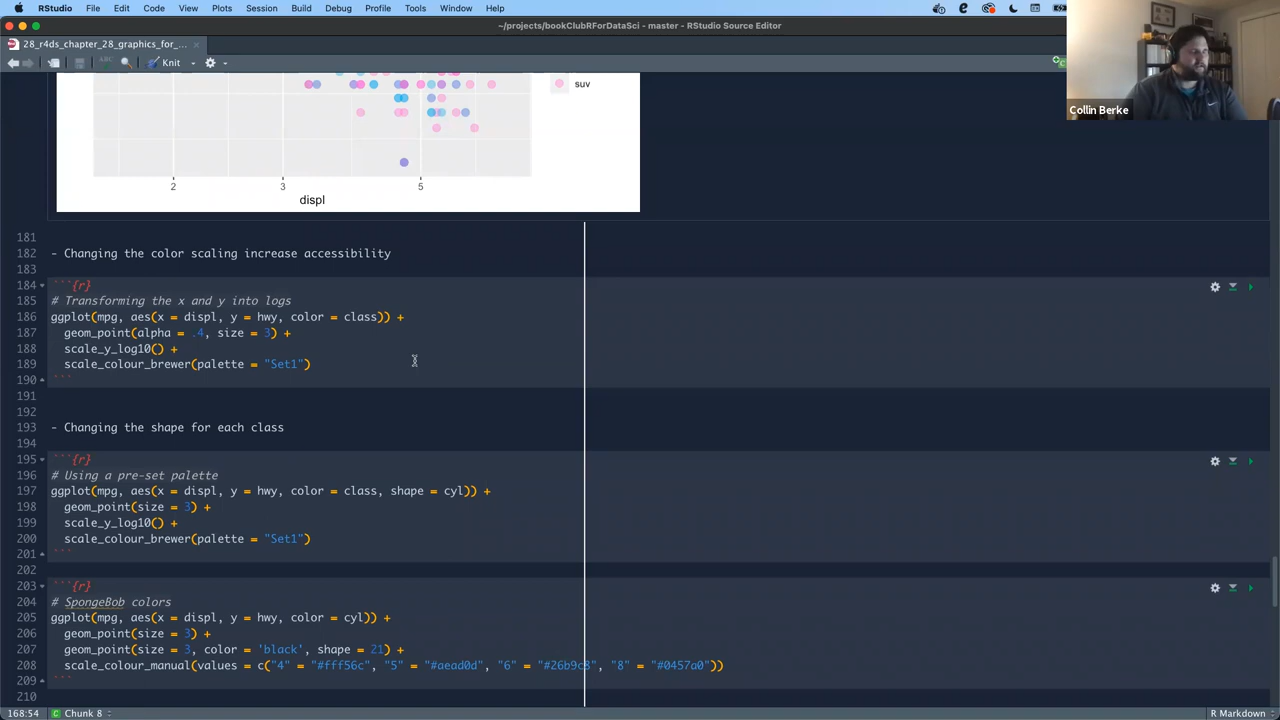 RStudio File Edit Code View Plots Session Build Debug Profile Tools Window Help
~/projects/bookClubRForDataSci - master - RStudio Source Editor
28_r4ds_chapter_28_graphics_for_...
Knit
suv
Collin Berke
2 3 5
displ
181
182 - Changing the color scaling increase accessibility
183
184 ```{r}
185 # Transforming the x and y into logs
186 ggplot(mpg, aes(x = displ, y = hwy, color = class)) +
187 geom_point(alpha = .4, size = 3) +
188 scale_y_log10() +
189 scale_colour_brewer(palette = "Set1")
190 ```
191
192
193 - Changing the shape for each class
194
195 ```{r}
196 # Using a pre-set palette
197 ggplot(mpg, aes(x = displ, y = hwy, color = class, shape = cyl)) +
198 geom_point(size = 3) +
199 scale_y_log10() +
200 scale_colour_brewer(palette = "Set1")
201 ```
202
203 ```{r}
204 # SpongeBob colors
205 ggplot(mpg, aes(x = displ, y = hwy, color = cyl)) +
206 geom_point(size = 3) +
207 geom_point(size = 3, color = 'black', shape = 21) +
208 scale_colour_manual(values = c("4" = "#fff56c", "5" = "#aead0d", "6" = "#26b9c8", "8" = "#0457a0"))
209 ```
210
168:54 Chunk 8 R Markdown